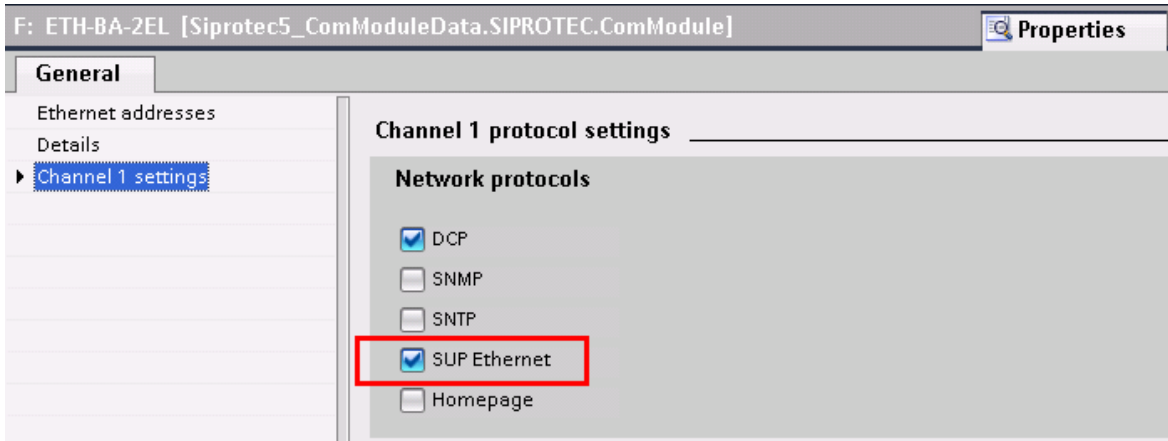 F: ETH-BA-2EL [Siprotec5_ComModuleData.SIPROTEC.ComModule]
Properties
General
Ethernet addresses
Details
Channel 1 settings
Channel 1 protocol settings
Network protocols
DCP
SNMP
SNTP
SUP Ethernet
Homepage